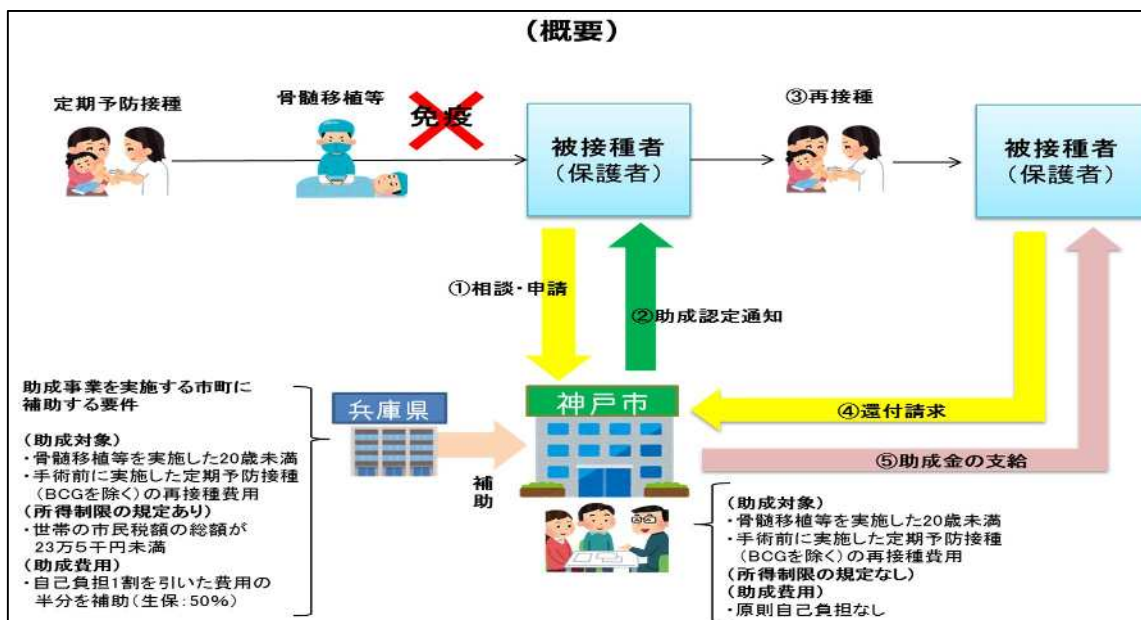 （概要）
定期予防接種
骨髄移植等
免疫
被接種者
（保護者）
③再接種
被接種者
（保護者）
①相談・申請
②助成認定通知
助成事業を実施する市町に
補助する要件
（助成対象）
・骨髄移植等を実施した20歳未満
・手術前に実施した定期予防接種
（BCGを除く）の再接種費用
（所得制限の規定あり）
・世帯の市民税額の総額が
23万5千円未満
（助成費用）
・自己負担1割を引いた費用の
半分を補助（生保：50％）
兵庫県
補助
神戸市
④還付請求
⑤助成金の支給
（助成対象）
・骨髄移植等を実施した20歳未満
・手術前に実施した定期予防接種
（BCGを除く）の再接種費用
（所得制限の規定なし）
（助成費用）
・原則自己負担なし